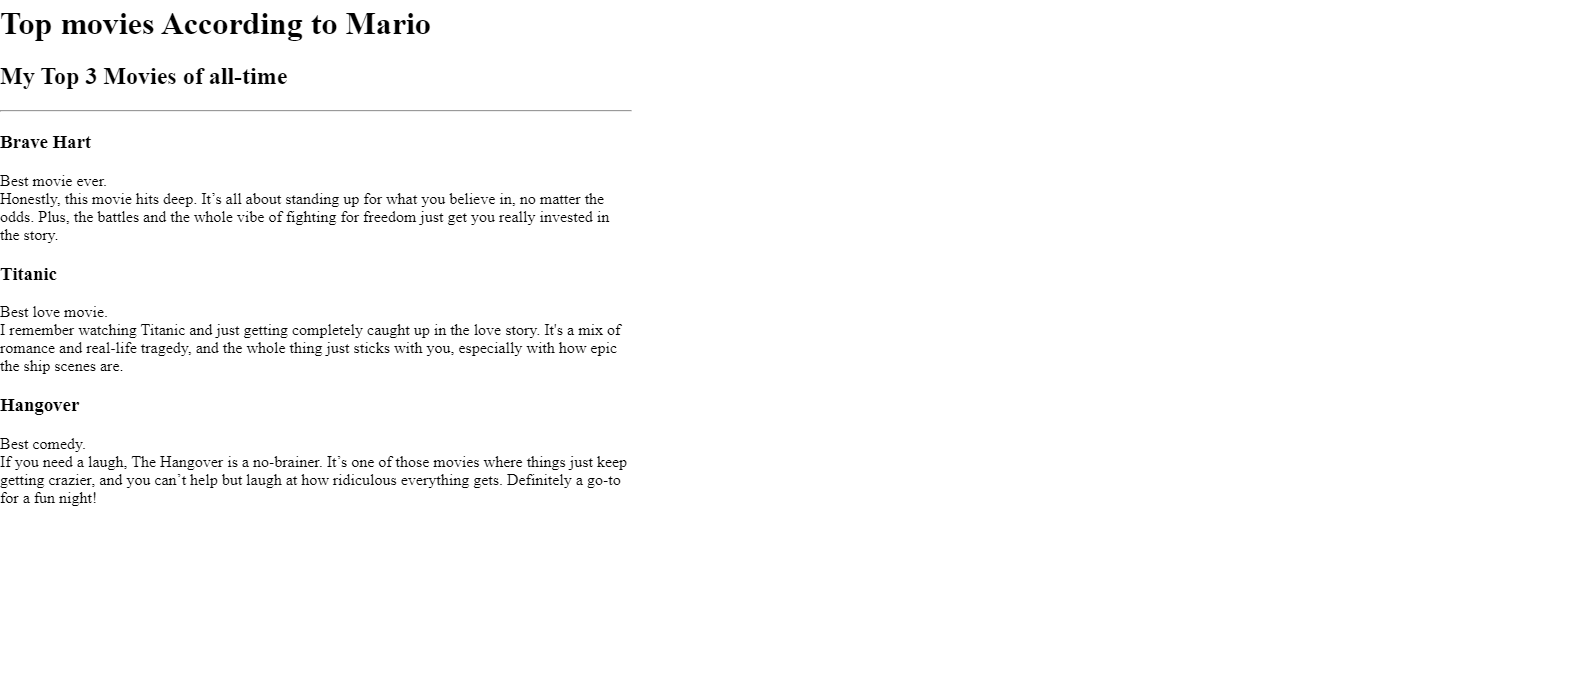 Top movies According to Mario
My Top 3 Movies of all-time
Brave Hart
Best movie ever.
Honestly, this movie hits deep. It’s all about standing up for what you believe in, no matter the
odds. Plus, the battles and the whole vibe of fighting for freedom just get you really invested in
the story.
Titanic
Best love movie.
I remember watching Titanic and just getting completely caught up in the love story. It's a mix of
romance and real-life tragedy, and the whole thing just sticks with you, especially with how epic
the ship scenes are.
Hangover
Best comedy.
If you need a laugh, The Hangover is a no-brainer. It’s one of those movies where things just keep
getting crazier, and you can’t help but laugh at how ridiculous everything gets. Definitely a go-to
for a fun night!